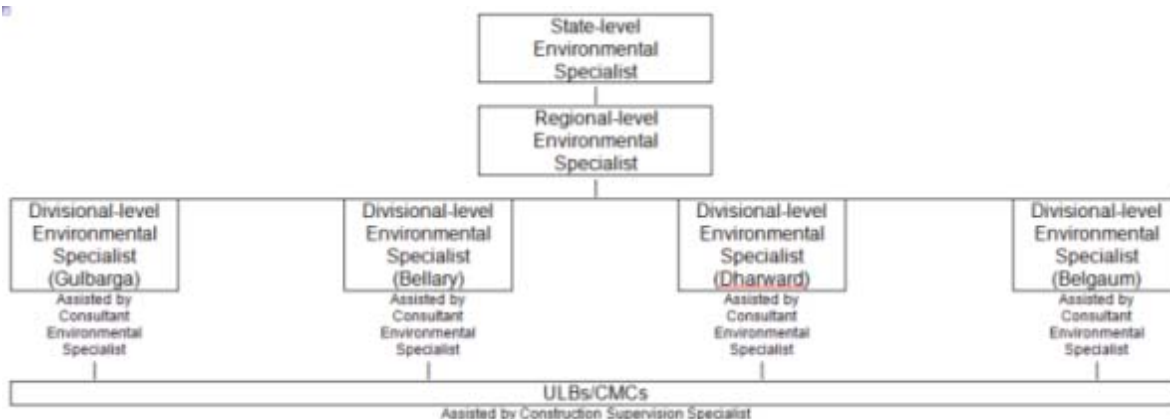 State-level
Environmental
Specialist
Regional-level
Environmental
Specialist
Divisional-level
Environmental
Specialist
(Gulbarga)
Assisted by
Consultant
Environmental
Specialist
Divisional-level
Environmental
Specialist
(Bellary)
Assisted by
Consultant
Environmental
Specialist
Divisional-level
Environmental
Specialist
(Dharward)
Assisted by
Consultant
Environmental
Specialist
Divisional-level
Environmental
Specialist
(Belgaum)
Assisted by
Consultant
Environmental
Specialist
ULBs/CMCs
Assisted by Construction Supervision Specialist